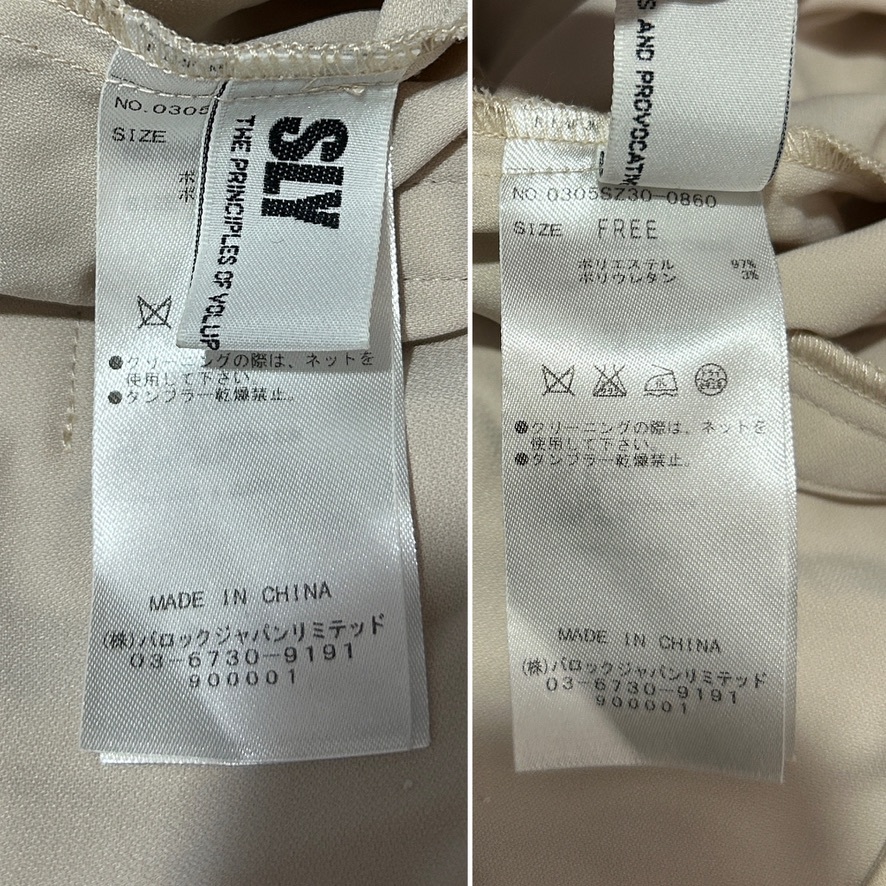 NO.0305
SIZE
ポ
ポ
SLY
THE PRINCIPLES OF VOLUP
●クリーニングの際は、ネットを
使用して下さい。
●タンブラー乾燥禁止。
MADE IN CHINA
(株)バロックジャパンリミテッド
03-6730-9191
900001
S AND PROVOCATIV
NO.0305SZ30-0860
SIZE FREE
ポリエステル 97%
ポリウレタン 3%
●クリーニングの際は、ネットを
使用して下さい。
●タンブラー乾燥禁止。
MADE IN CHINA
(株)バロックジャパンリミテッド
03-6730-9191
900001